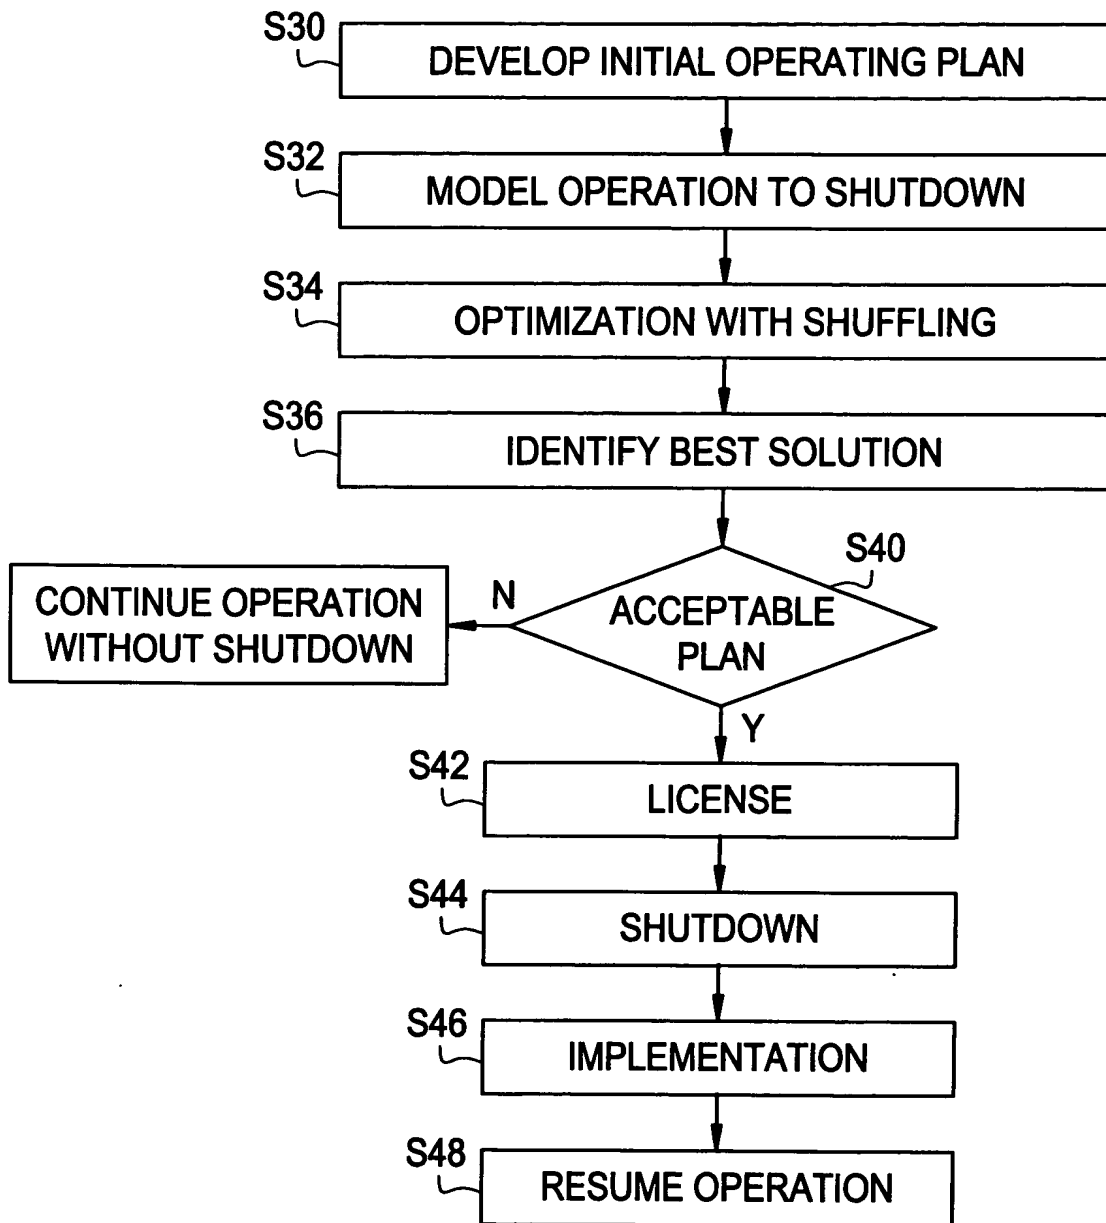 S30
DEVELOP INITIAL OPERATING PLAN
S32
MODEL OPERATION TO SHUTDOWN
S34
OPTIMIZATION WITH SHUFFLING
S36
IDENTIFY BEST SOLUTION
S40
ACCEPTABLE
PLAN
N
CONTINUE OPERATION
WITHOUT SHUTDOWN
Y
S42
LICENSE
S44
SHUTDOWN
S46
IMPLEMENTATION
S48
RESUME OPERATION